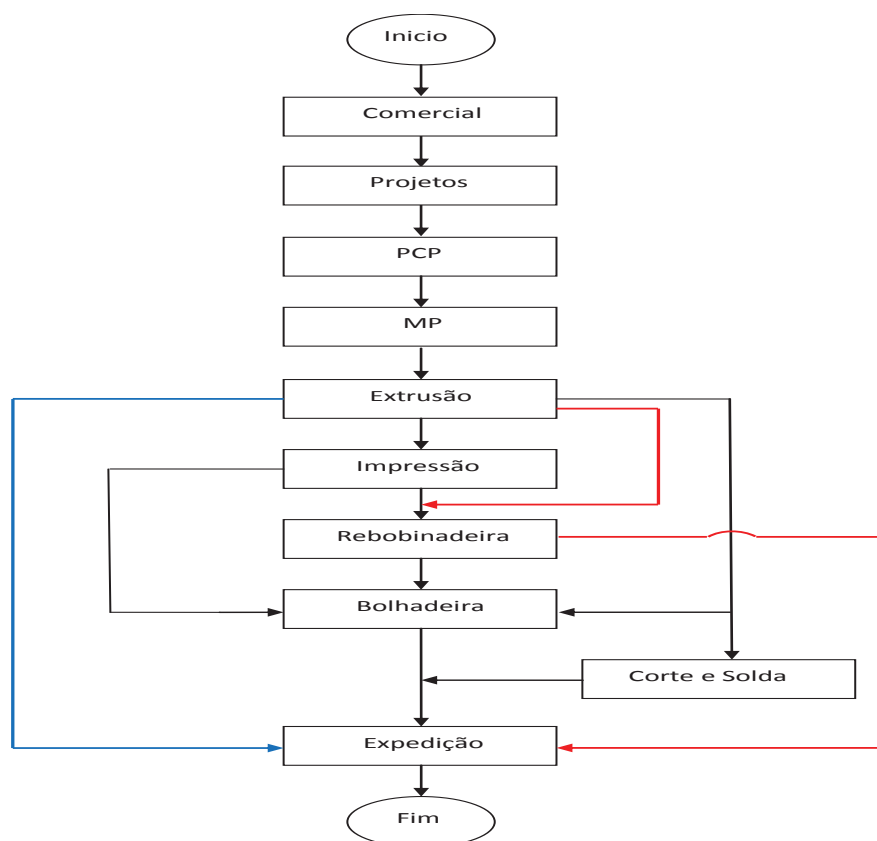 Inicio
Comercial
Projetos
PCP
MP
Extrusão
Impressão
Rebobinadeira
Bolhadeira
Corte e Solda
Expedição
Fim